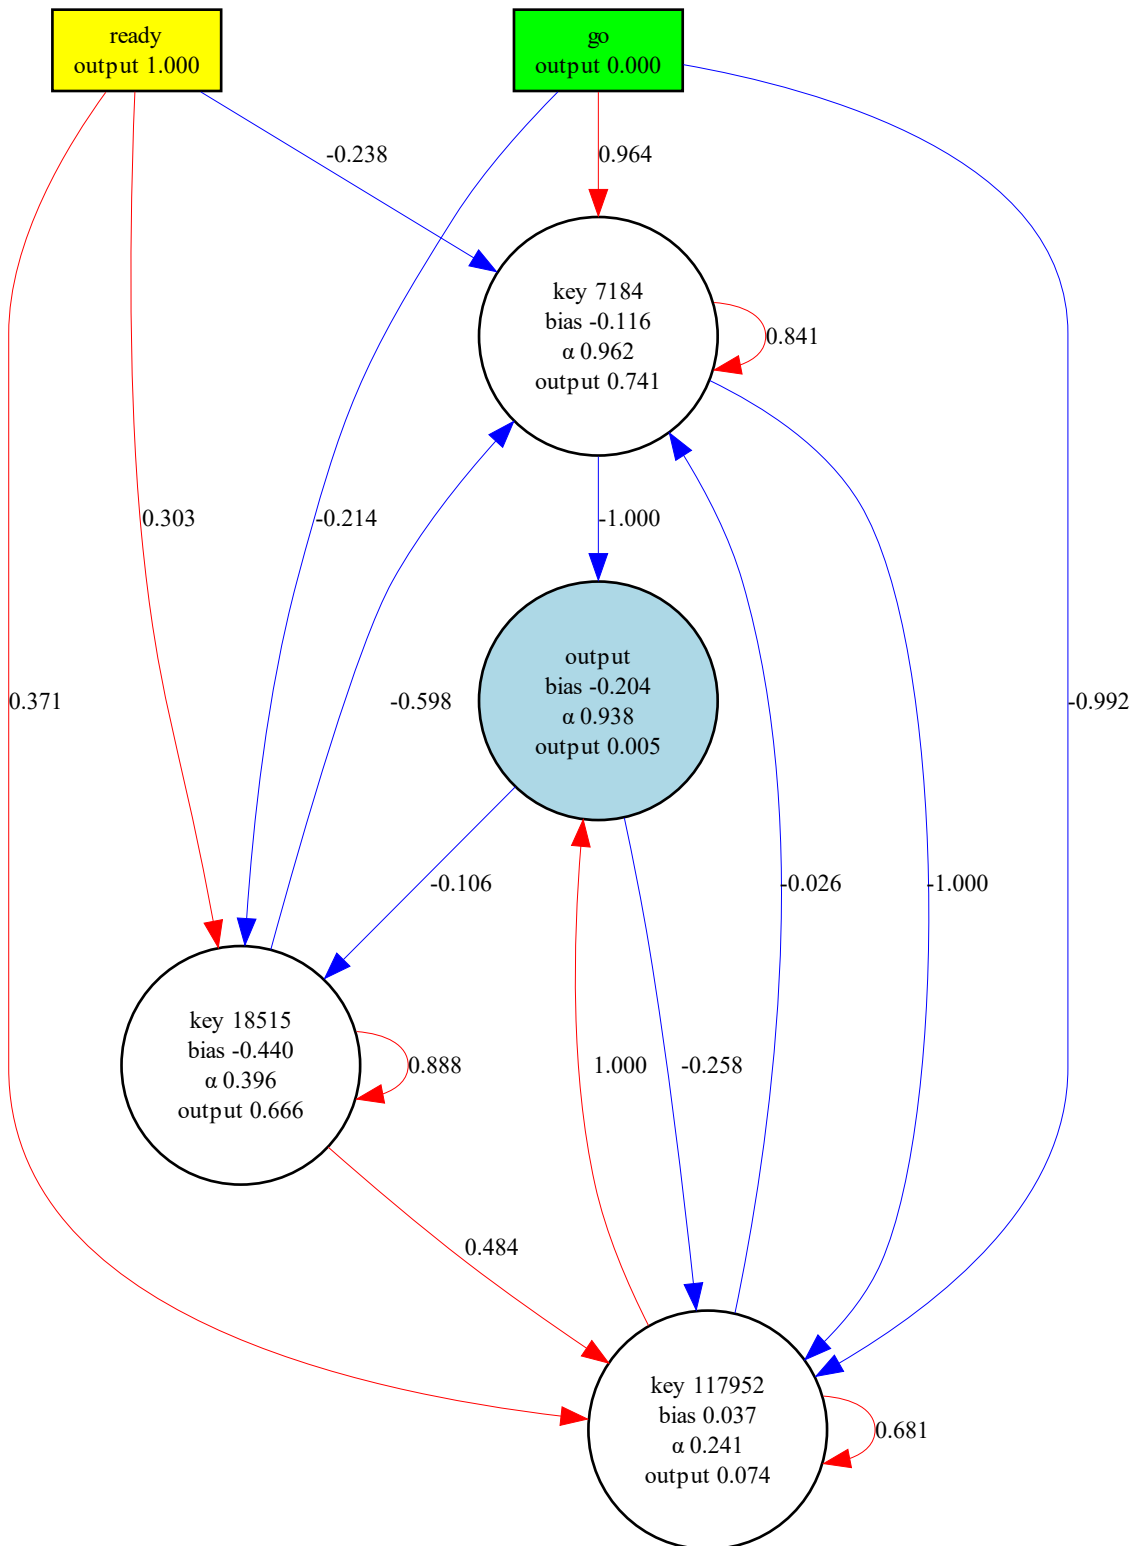 ready
output 1.000
go
output 0.000
-0.238
0.964
key 7184
bias -0.116
α 0.962
output 0.741
0.841
0.303
-0.214
-1.000
output
bias -0.204
α 0.938
output 0.005
0.371
-0.598
-0.992
-0.106
-0.026
-1.000
key 18515
bias -0.440
α 0.396
output 0.666
0.888
1.000
-0.258
0.484
key 117952
bias 0.037
α 0.241
output 0.074
0.681